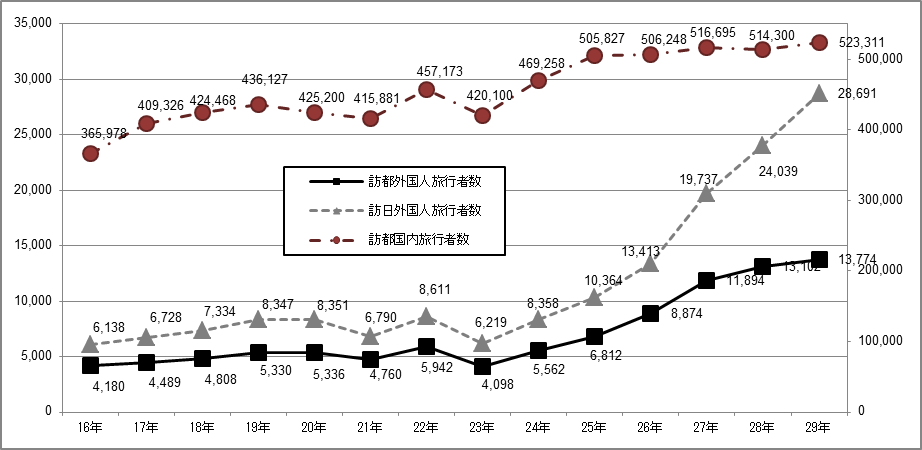 35,000
30,000
25,000
20,000
15,000
10,000
5,000
0
500,000
400,000
300,000
200,000
100,000
0
365,978 409,326 424,468 436,127 425,200 415,881 457,173 420,100 469,258 505,827 506,248 516,695 514,300 523,311
訪都外国人旅行者数
訪日外国人旅行者数
訪都国内旅行者数
6,138 6,728 7,334 8,347 8,351 6,790 8,611 6,219 8,358 10,364 13,413 19,737 24,039 28,691
4,180 4,489 4,808 5,330 5,336 4,760 5,942 4,098 5,562 6,812 8,874 11,894 13,102 13,774
16年 17年 18年 19年 20年 21年 22年 23年 24年 25年 26年 27年 28年 29年